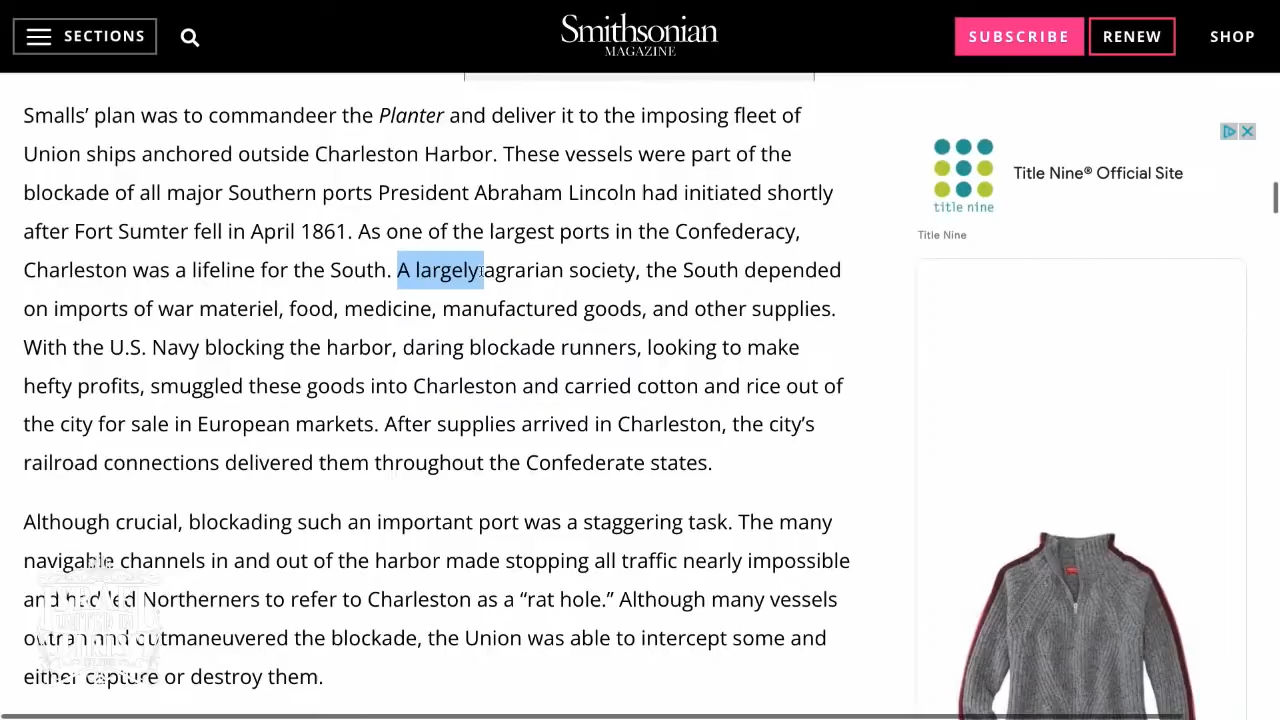 SECTIONS
Smithsonian
MAGAZINE
SUBSCRIBE
RENEW
SHOP
Smalls’ plan was to commandeer the Planter and deliver it to the imposing fleet of
Union ships anchored outside Charleston Harbor. These vessels were part of the
blockade of all major Southern ports President Abraham Lincoln had initiated shortly
after Fort Sumter fell in April 1861. As one of the largest ports in the Confederacy,
Charleston was a lifeline for the South. A largely agrarian society, the South depended
on imports of war materiel, food, medicine, manufactured goods, and other supplies.
With the U.S. Navy blocking the harbor, daring blockade runners, looking to make
hefty profits, smuggled these goods into Charleston and carried cotton and rice out of
the city for sale in European markets. After supplies arrived in Charleston, the city’s
railroad connections delivered them throughout the Confederate states.
Although crucial, blockading such an important port was a staggering task. The many
navigable channels in and out of the harbor made stopping all traffic nearly impossible
and had led Northerners to refer to Charleston as a “rat hole.” Although many vessels
outran and outmaneuvered the blockade, the Union was able to intercept some and
either capture or destroy them.
title nine
Title Nine® Official Site
Title Nine